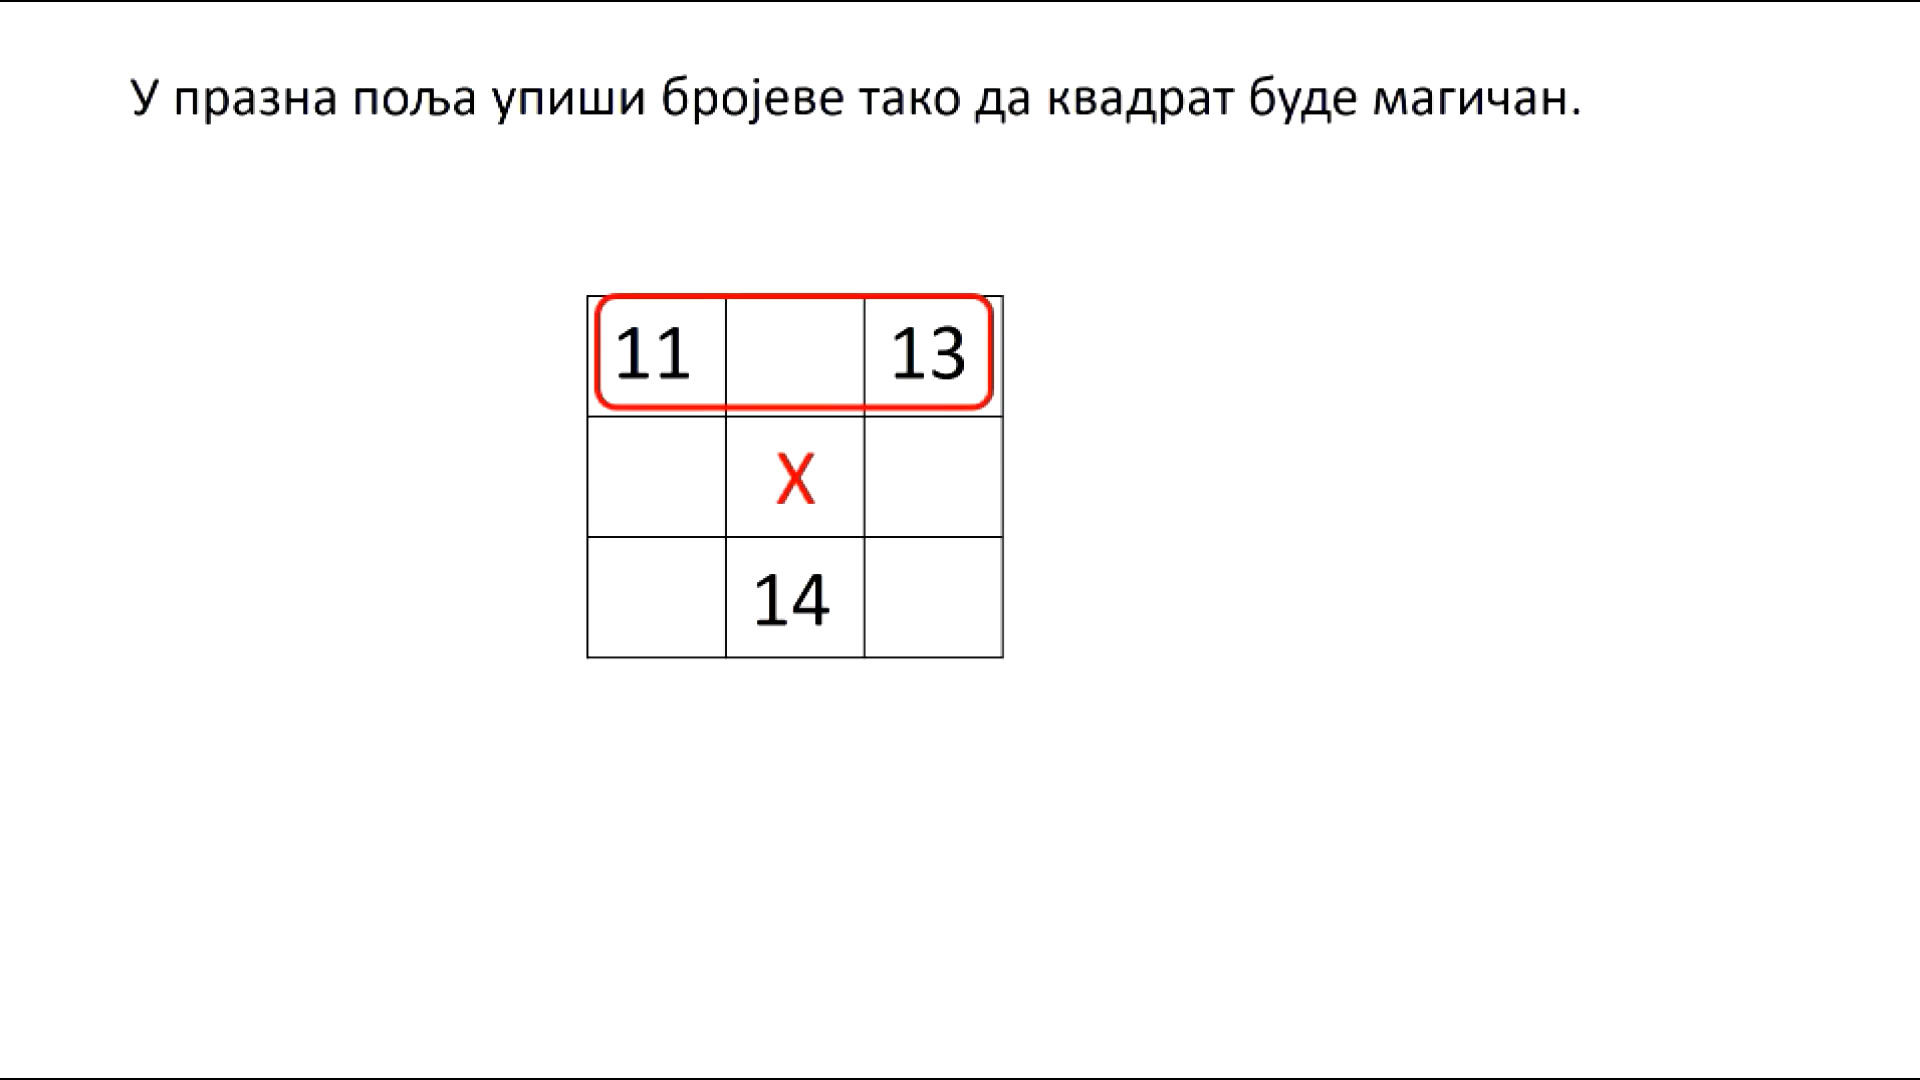 У празна поља упиши бројеве тако да квадрат буде магичан.
11 13
X
14